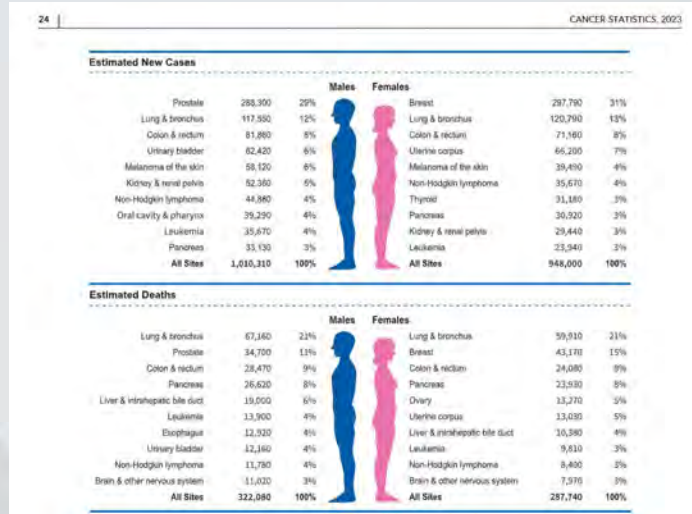 24
CANCER STATISTICS, 2023
Estimated New Cases
Males Females
Prostate 288,300 29% Breast 297,790 31%
Lung & bronchus 117,550 12% Lung & bronchus 120,790 13%
Colon & rectum 81,860 8% Colon & rectum 71,160 8%
Urinary bladder 62,420 6% Uterine corpus 66,200 7%
Melanoma of the skin 58,120 6% Melanoma of the skin 39,490 4%
Kidney & renal pelvis 52,360 5% Non-Hodgkin lymphoma 35,670 4%
Non-Hodgkin lymphoma 44,880 4% Thyroid 31,180 3%
Oral cavity & pharynx 39,290 4% Pancreas 30,920 3%
Leukemia 35,670 4% Kidney & renal pelvis 29,440 3%
Pancreas 33,130 3% Leukemia 23,940 3%
All Sites 1,010,310 100% All Sites 948,000 100%
Estimated Deaths
Males Females
Lung & bronchus 67,160 21% Lung & bronchus 59,910 21%
Prostate 34,700 11% Breast 43,170 15%
Colon & rectum 28,470 9% Colon & rectum 24,080 8%
Pancreas 26,620 8% Pancreas 23,930 8%
Liver & intrahepatic bile duct 19,000 6% Ovary 13,270 5%
Leukemia 13,900 4% Uterine corpus 13,030 5%
Esophagus 12,920 4% Liver & intrahepatic bile duct 10,380 4%
Urinary bladder 12,160 4% Leukemia 9,810 3%
Non-Hodgkin lymphoma 11,780 4% Non-Hodgkin lymphoma 8,400 3%
Brain & other nervous system 11,020 3% Brain & other nervous system 7,970 3%
All Sites 322,080 100% All Sites 287,740 100%